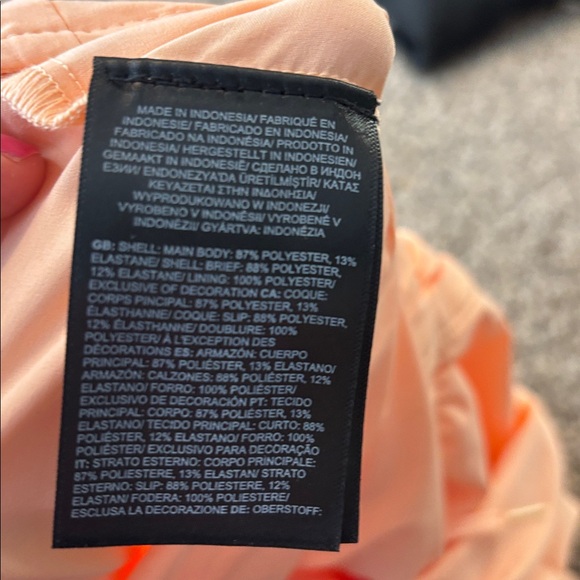 MADE IN INDONESIA/ FABRIQUÉ EN
INDONESIE/ FABRICADO EN INDONESIA/
FABRICADO NA INDONÉSIA/ PRODOTTO IN
INDONESIA/ HERGESTELLT IN INDONESIEN/
GEMAAKT IN INDONESIË/ СДЕЛАНО В ИНДОН
ЕЗИИ/ ENDONEZYA'DA ÜRETİLMİŞTİR/ ΚΑΤΑΣ
ΚΕΥΑΖΕΤΑΙ ΣΤΗΝ ΙΝΔΟΝΗΣΙΑ/
WYPRODUKOWANO W INDONEZJI/
VYROBENO V INDONÉSII/ VYROBENÉ V
INDONÉZII/ GYÁRTVA: INDONÉZIA
GB: SHELL: MAIN BODY: 87% POLYESTER, 13%
ELASTANE/ SHELL: BRIEF: 88% POLYESTER,
12% ELASTANE/ LINING: 100% POLYESTER/
EXCLUSIVE OF DECORATION CA: COQUE:
CORPS PINCIPAL: 87% POLYESTER, 13%
ÉLASTHANNE/ COQUE: SLIP: 88% POLYESTER,
12% ÉLASTHANNE/ DOUBLURE: 100%
POLYESTER/ À L'EXCEPTION DES
DÉCORATIONS ES: ARMAZÓN: CUERPO
PRINCIPAL: 87% POLIÉSTER, 13% ELASTANO/
ARMAZÓN: CALZONES: 88% POLIÉSTER, 12%
ELASTANO/ FORRO: 100% POLIÉSTER/
EXCLUSIVO DE DECORACIÓN PT: TECIDO
PRINCIPAL: CORPO: 87% POLIÉSTER, 13%
ELASTANO/ TECIDO PRINCIPAL: CURTO: 88%
POLIÉSTER, 12% ELASTANO/ FORRO: 100%
POLIÉSTER/ EXCLUSIVO PARA DECORAÇÃO
IT: STRATO ESTERNO: CORPO PRINCIPALE:
87% POLIESTERE, 13% ELASTAN/ STRATO
ESTERNO: SLIP: 88% POLIESTERE, 12%
ELASTAN/ FODERA: 100% POLIESTERE/
ESCLUSA LA DECORAZIONE DE: OBERSTOFF: